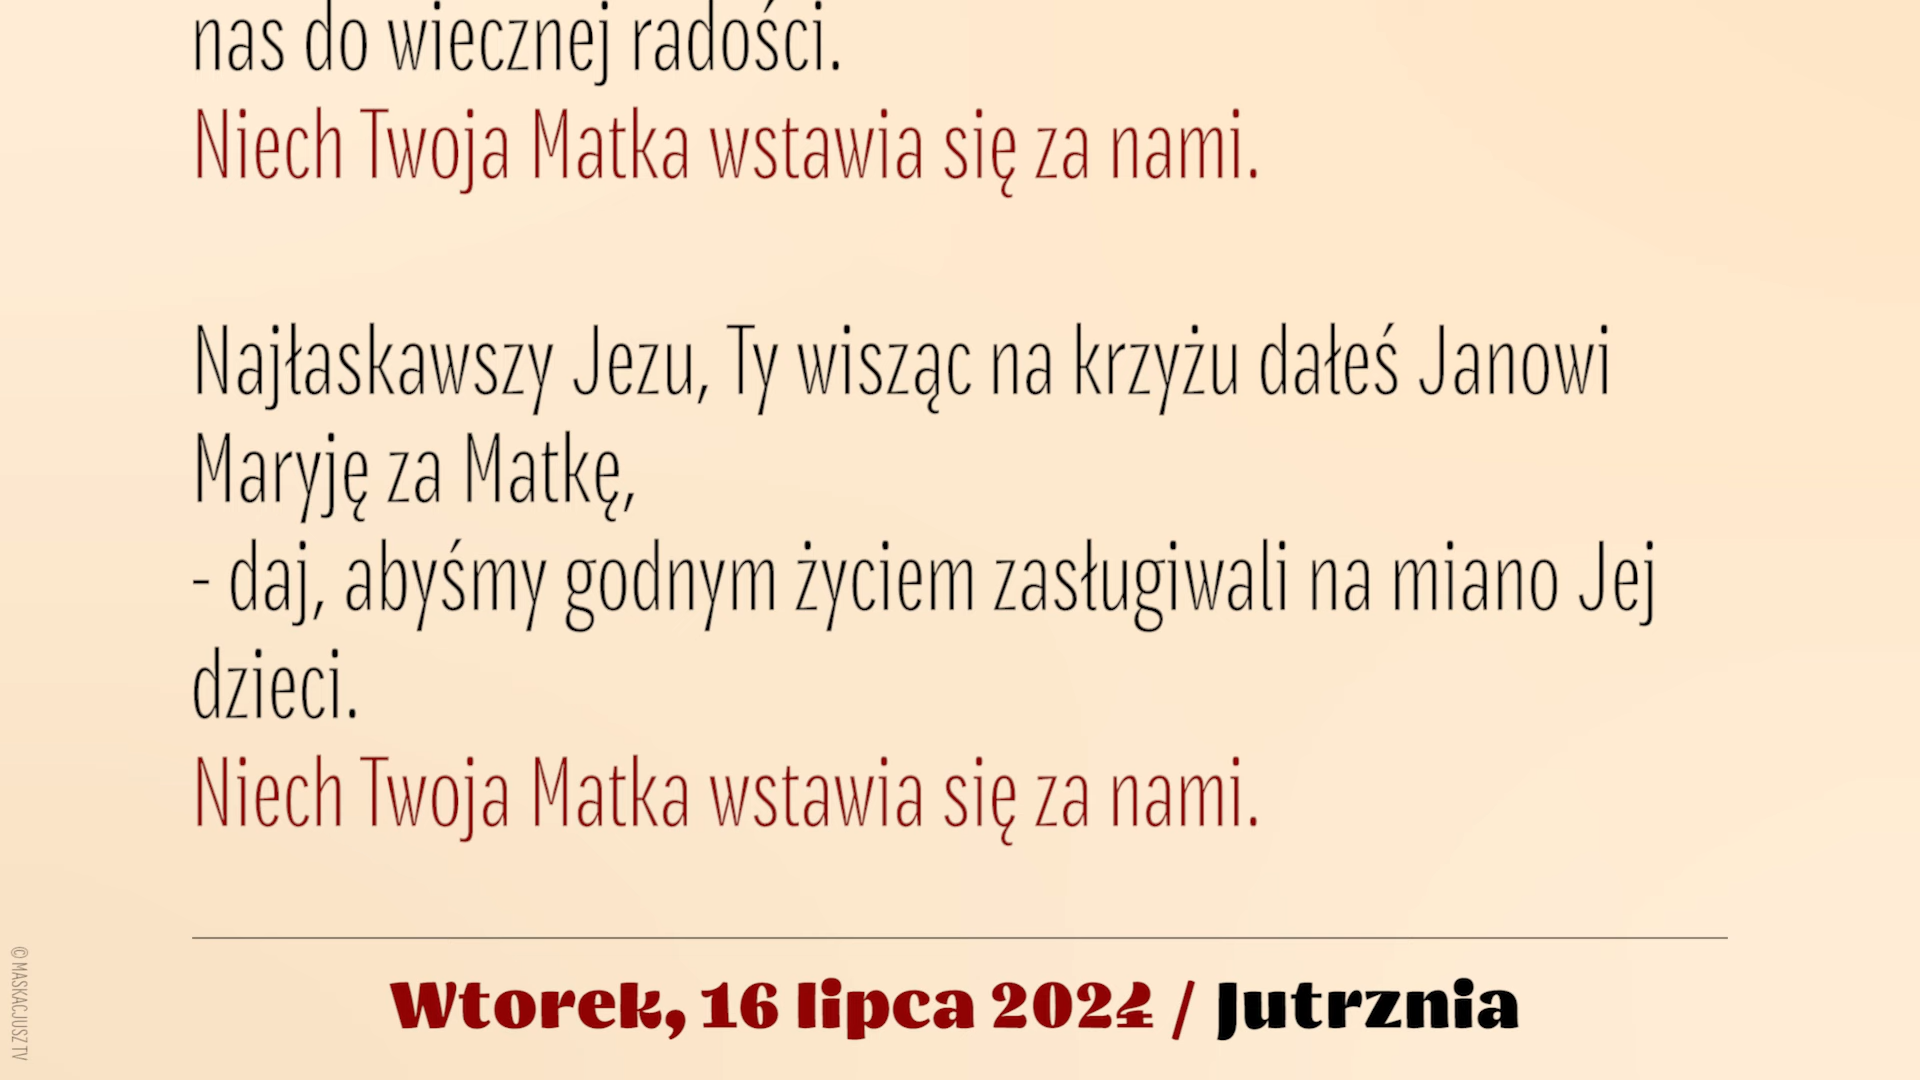 nas do wiecznej radości.
Niech Twoja Matka wstawia się za nami.
Najłaskawszy Jezu, Ty wisząc na krzyżu dałeś Janowi
Maryję za Matkę,
- daj, abyśmy godnym życiem zasługiwali na miano Jej
dzieci.
Niech Twoja Matka wstawia się za nami.
Wtorek, 16 lipca 2024 / Jutrznia
© MASKACJUSZ TV